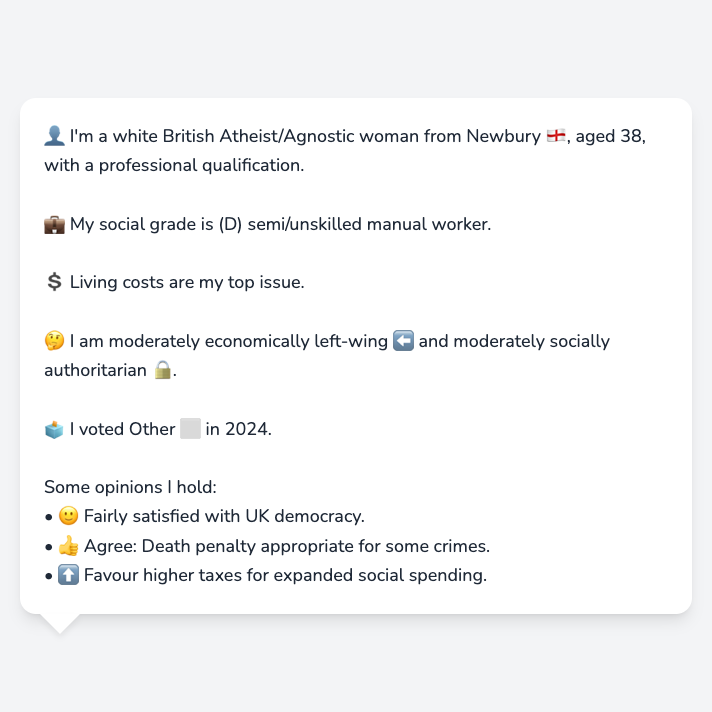 👤 I'm a white British Atheist/Agnostic woman from Newbury 🏴󠁧󠁢󠁥󠁮󠁧󠁿, aged 38,
with a professional qualification.
💼 My social grade is (D) semi/unskilled manual worker.
💲 Living costs are my top issue.
🤔 I am moderately economically left-wing ⬅️ and moderately socially
authoritarian 🔒.
🗳️ I voted Other ⬜ in 2024.
Some opinions I hold:
• 🙂 Fairly satisfied with UK democracy.
• 👍 Agree: Death penalty appropriate for some crimes.
• ⬆️ Favour higher taxes for expanded social spending.